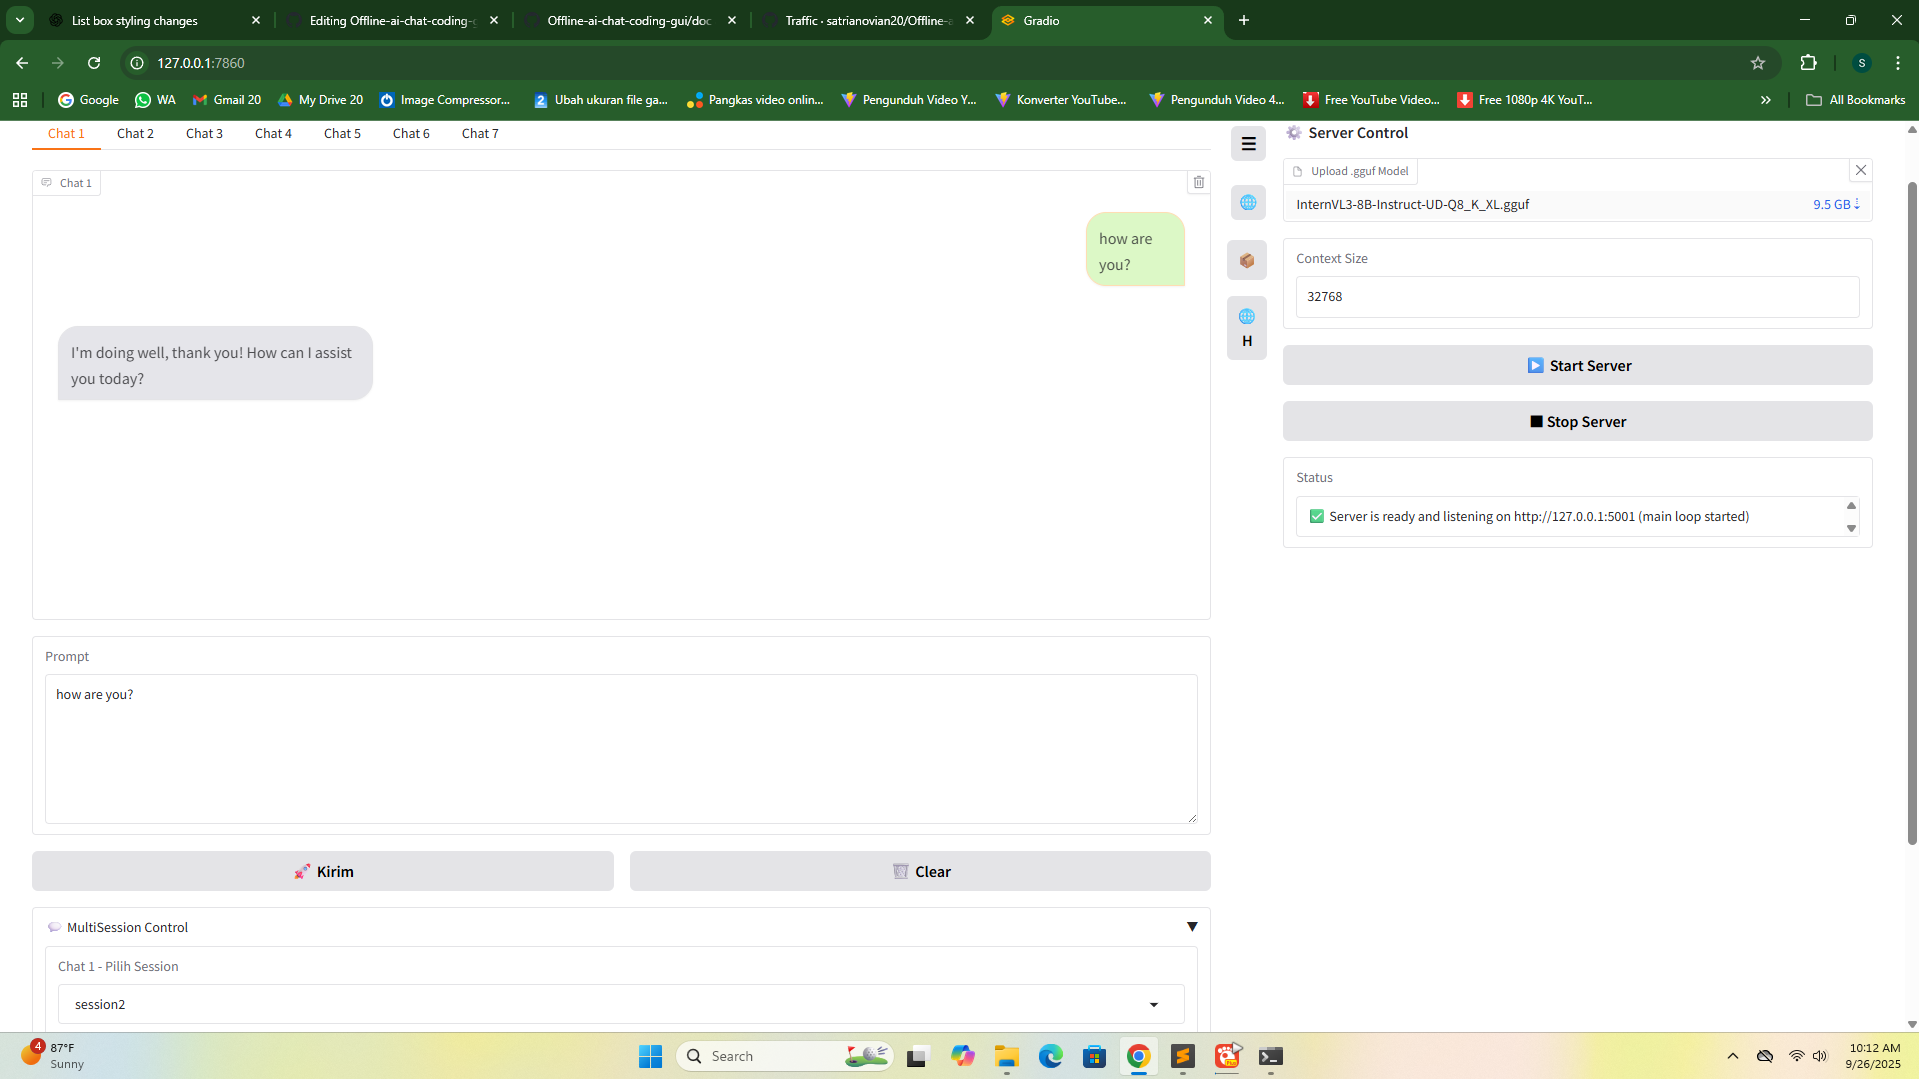 List box styling changes
Editing Offline-ai-chat-coding-g
Offline-ai-chat-coding-gui/doc
Traffic · satrianovian20/Offline-a
Gradio
127.0.0.1:7860
S
Google
WA
Gmail 20
My Drive 20
Image Compressor...
Ubah ukuran file ga...
Pangkas video onlin...
Pengunduh Video Y...
Konverter YouTube...
Pengunduh Video 4...
Free YouTube Video...
Free 1080p 4K YouT...
All Bookmarks
Chat 1
Chat 2
Chat 3
Chat 4
Chat 5
Chat 6
Chat 7
Chat 1
how are
you?
I'm doing well, thank you! How can I assist
you today?
Prompt
how are you?
Kirim
Clear
MultiSession Control
Chat 1 - Pilih Session
session2
H
Server Control
Upload .gguf Model
InternVL3-8B-Instruct-UD-Q8_K_XL.gguf
9.5 GB
Context Size
32768
Start Server
Stop Server
Status
Server is ready and listening on http://127.0.0.1:5001 (main loop started)
4
87°F
Sunny
Search
10:12 AM
9/26/2025